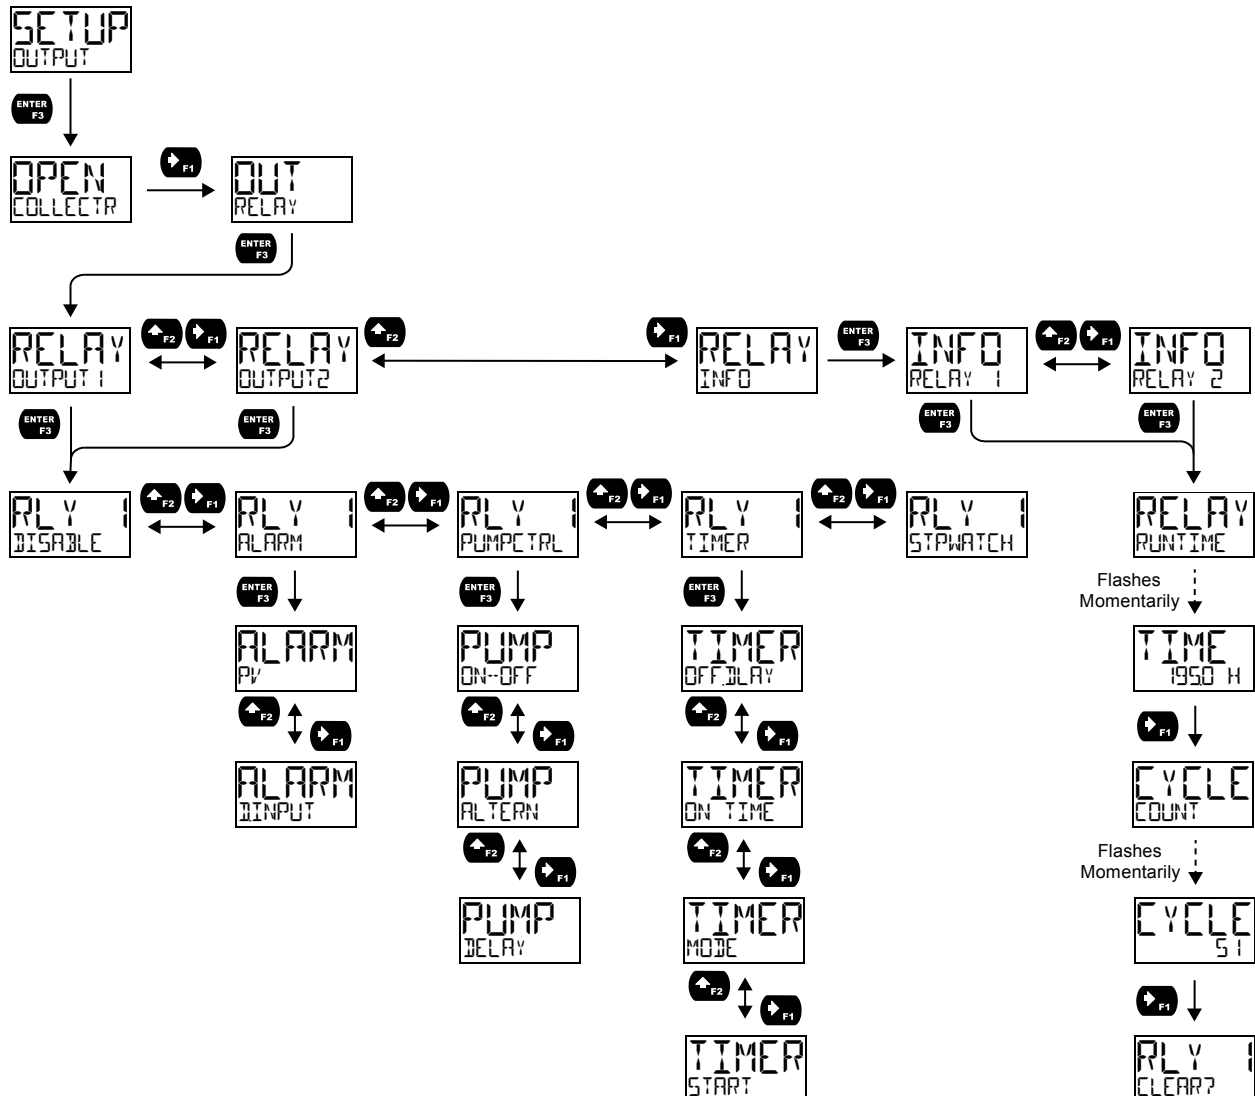 SETUP
OUTPUT
ENTER
F3
OPEN
COLLECTR
F1
OUT
RELAY
ENTER
F3
RELAY
OUTPUT1
F2
F1
RELAY
OUTPUT2
F2
F1
RELAY
INFO
ENTER
F3
INFO
RELAY 1
F2
F1
INFO
RELAY 2
ENTER
F3
ENTER
F3
ENTER
F3
ENTER
F3
RLY 1
DISABLE
F2
F1
RLY 1
ALARM
F2
F1
RLY 1
PUMPCTRL
F2
F1
RLY 1
TIMER
F2
F1
RLY 1
STPWATCH
RELAY
RUNTIME
ENTER
F3
ENTER
F3
ENTER
F3
Flashes
Momentarily
ALARM
PV
PUMP
ON--OFF
TIMER
OFF.DLAY
TIME
195.0 H
F2
F1
F2
F1
F2
F1
F1
ALARM
D.INPUT
PUMP
ALTERN
TIMER
ON TIME
CYCLE
COUNT
F2
F1
F2
F1
Flashes
Momentarily
PUMP
DELAY
TIMER
MODE
CYCLE
51
F2
F1
F1
TIMER
START
RLY 1
CLEAR?